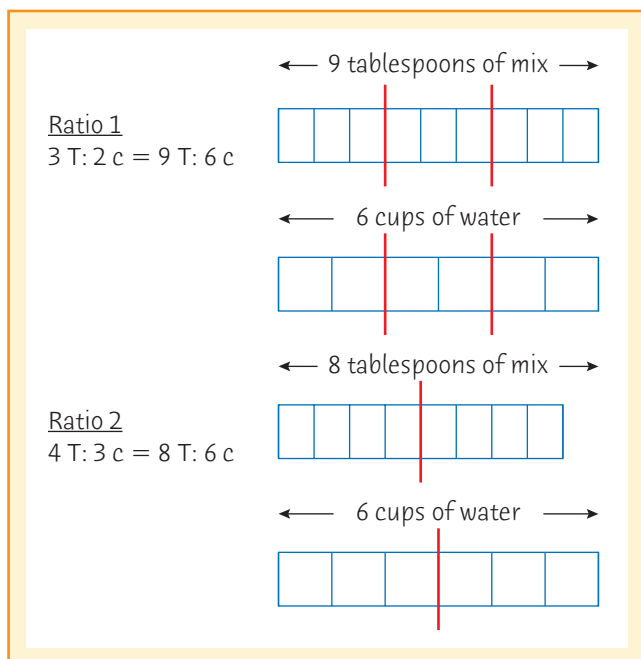 9 tablespoons of mix
Ratio 1
3 T: 2 c = 9 T: 6 c
6 cups of water
8 tablespoons of mix
Ratio 2
4 T: 3 c = 8 T: 6 c
6 cups of water